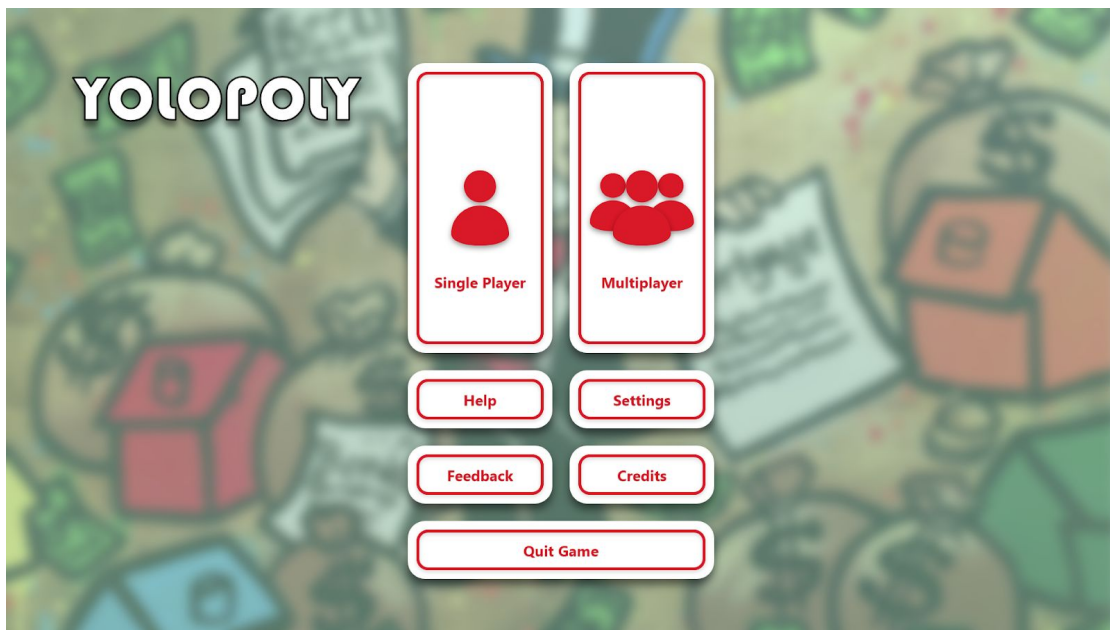 YOLOPOLY
Single Player
Multiplayer
Help
Settings
Feedback
Credits
Quit Game